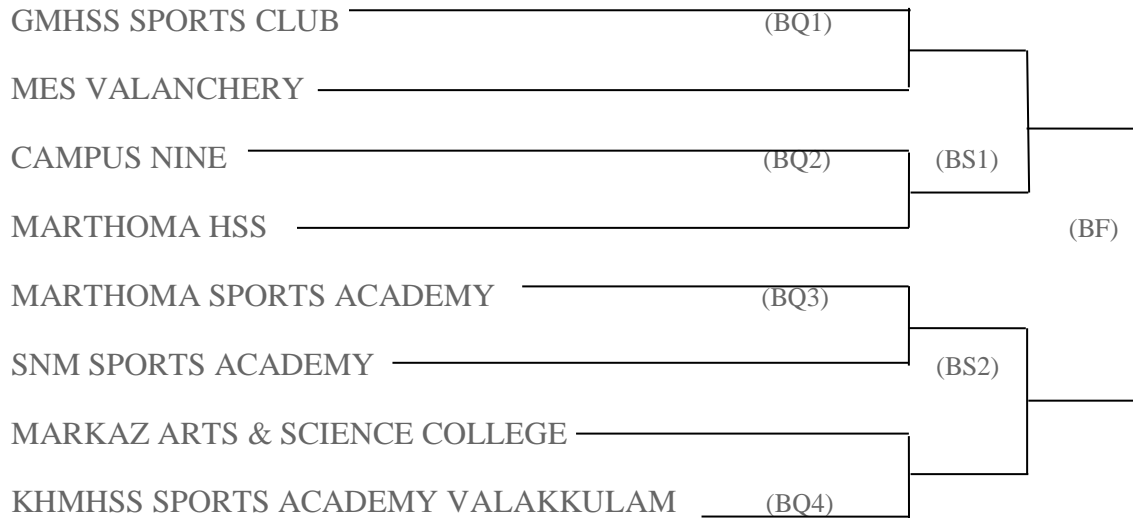 GMHSS SPORTS CLUB (BQ1)
MES VALANCHERY
CAMPUS NINE (BQ2) (BS1)
MARTHOMA HSS (BF)
MARTHOMA SPORTS ACADEMY (BQ3)
SNM SPORTS ACADEMY (BS2)
MARKAZ ARTS & SCIENCE COLLEGE
KHMHSS SPORTS ACADEMY VALAKKULAM (BQ4)